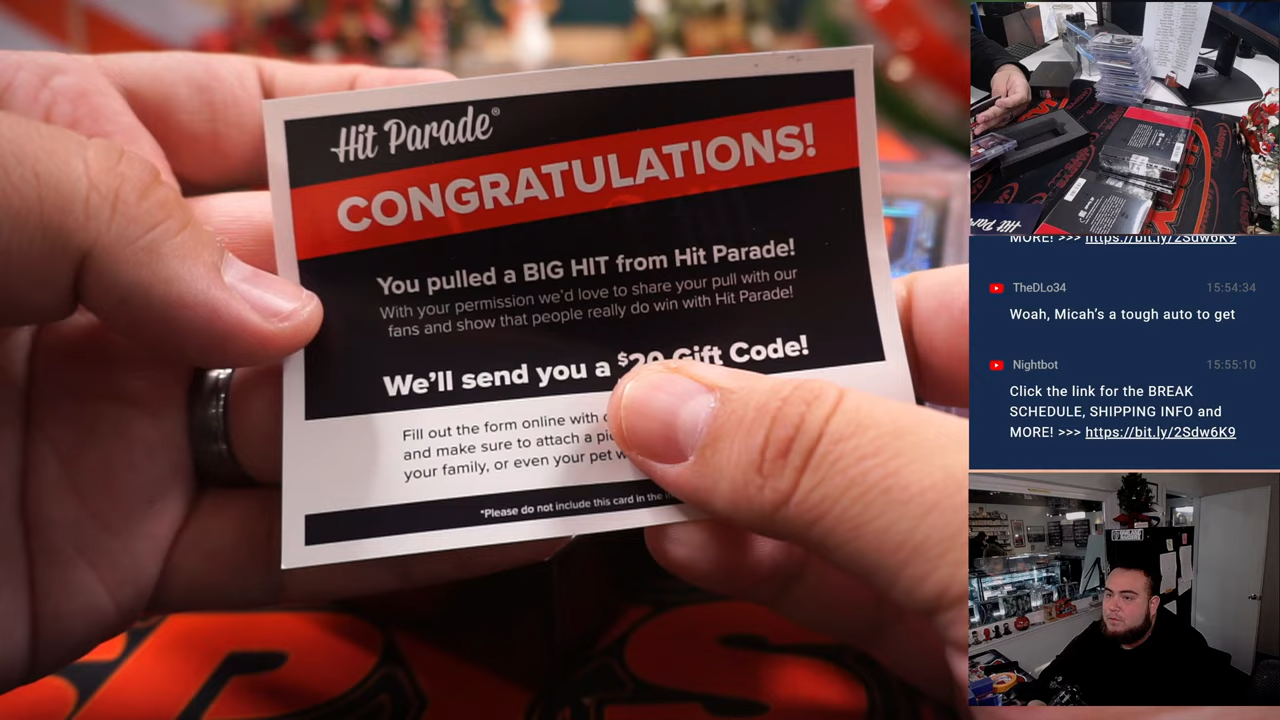 Hit Parade®
CONGRATULATIONS!
You pulled a BIG HIT from Hit Parade!
With your permission we'd love to share your pull with our
fans and show that people really do win with Hit Parade!
We'll send you a $20 Gift Code!
Fill out the form online with
and make sure to attach a
your family, or even your pet
*Please do not include this card in the
MORE! >>> https://bit.ly/2Sdw6K9
TheDLo34 15:54:34
Woah, Micah's a tough auto to get
Nightbot 15:55:10
Click the link for the BREAK
SCHEDULE, SHIPPING INFO and
MORE! >>> https://bit.ly/2Sdw6K9